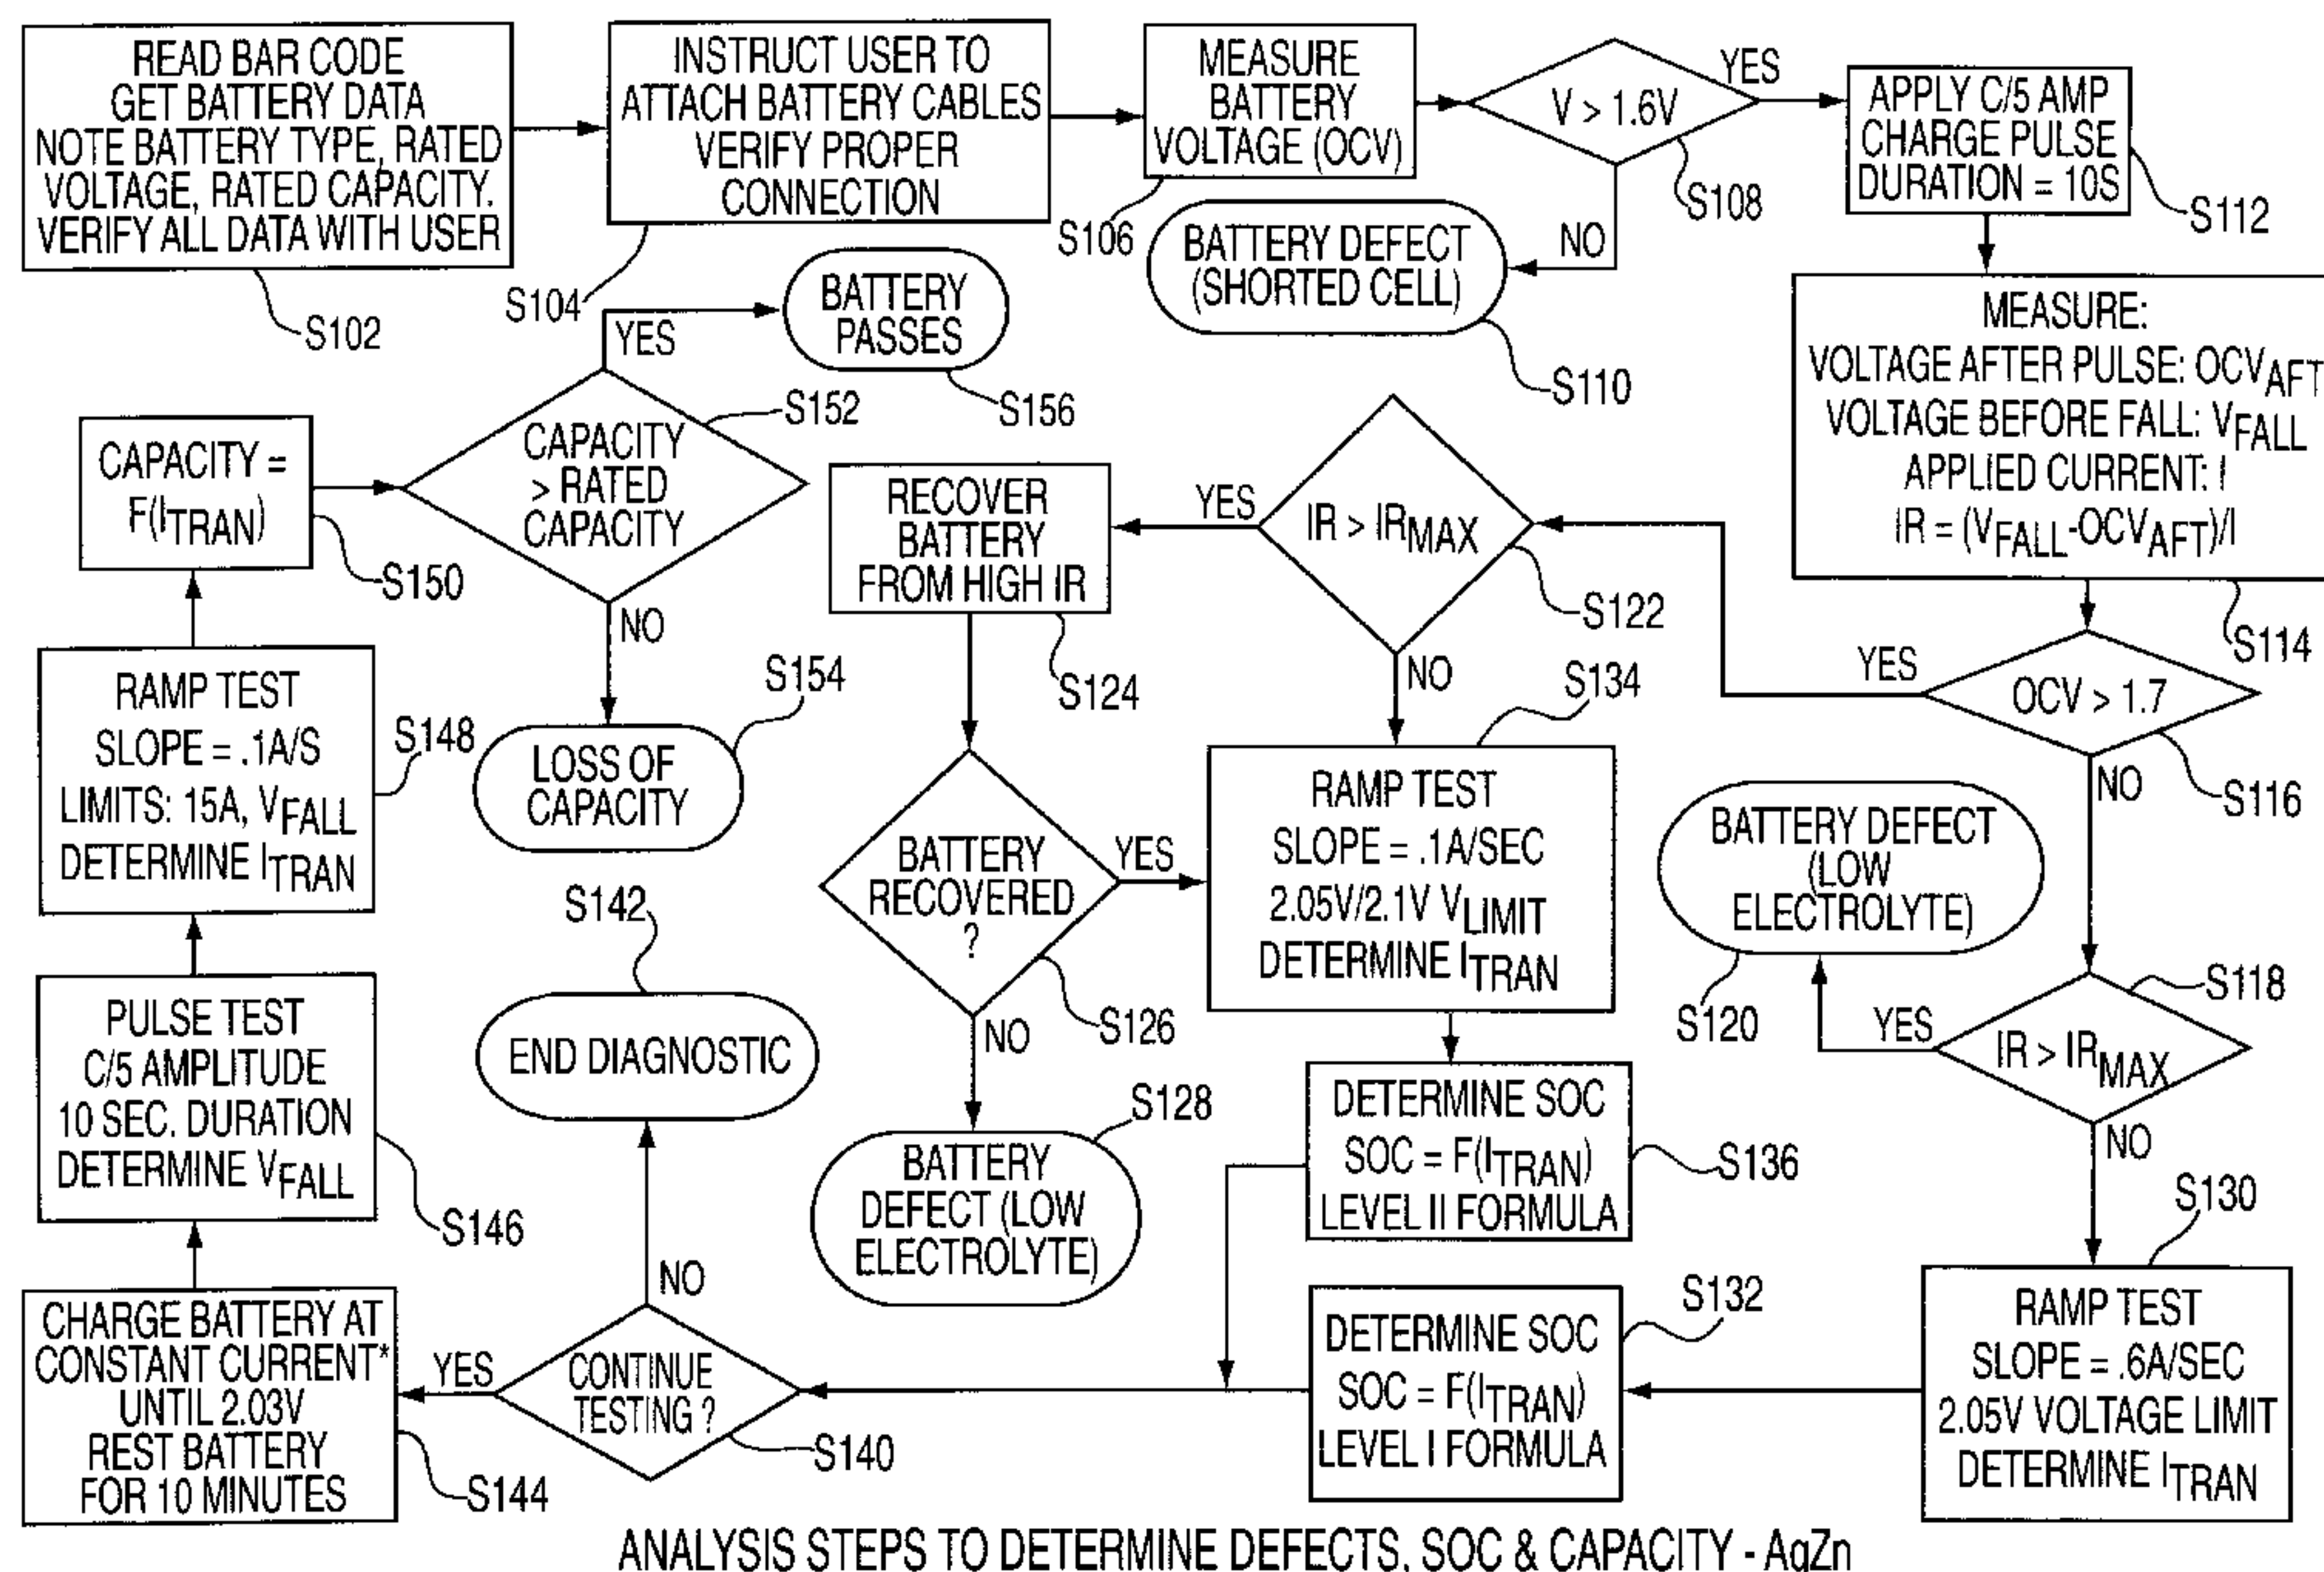 READ BAR CODE
GET BATTERY DATA
NOTE BATTERY TYPE, RATED
VOLTAGE, RATED CAPACITY.
VERIFY ALL DATA WITH USER
S102
INSTRUCT USER TO
ATTACH BATTERY CABLES
VERIFY PROPER
CONNECTION
S104
MEASURE
BATTERY
VOLTAGE (OCV)
S106
V > 1.6V
YES
NO
S108
BATTERY DEFECT
(SHORTED CELL)
S110
APPLY C/5 AMP
CHARGE PULSE
DURATION = 10S
S112
MEASURE:
VOLTAGE AFTER PULSE: OCVAFT
VOLTAGE BEFORE FALL: VFALL
APPLIED CURRENT: I
IR = (VFALL-OCVAFT)/I
S114
OCV > 1.7
YES
NO
S116
IR > IRMAX
YES
NO
S118
BATTERY DEFECT
(LOW
ELECTROLYTE)
S120
IR > IRMAX
YES
NO
S122
RECOVER
BATTERY
FROM HIGH IR
S124
BATTERY
RECOVERED
?
YES
NO
S126
BATTERY
DEFECT (LOW
ELECTROLYTE)
S128
RAMP TEST
SLOPE = .6A/SEC
2.05V VOLTAGE LIMIT
DETERMINE ITRAN
S130
DETERMINE SOC
SOC = F(ITRAN)
LEVEL I FORMULA
S132
RAMP TEST
SLOPE = .1A/SEC
2.05V/2.1V VLIMIT
DETERMINE ITRAN
S134
DETERMINE SOC
SOC = F(ITRAN)
LEVEL II FORMULA
S136
CONTINUE
TESTING ?
YES
NO
S140
END DIAGNOSTIC
S142
CHARGE BATTERY AT
CONSTANT CURRENT*
UNTIL 2.03V
REST BATTERY
FOR 10 MINUTES
S144
PULSE TEST
C/5 AMPLITUDE
10 SEC. DURATION
DETERMINE VFALL
S146
RAMP TEST
SLOPE = .1A/S
LIMITS: 15A, VFALL
DETERMINE ITRAN
S148
CAPACITY =
F(ITRAN)
S150
CAPACITY
> RATED
CAPACITY
YES
NO
S152
LOSS OF
CAPACITY
S154
BATTERY
PASSES
S156
ANALYSIS STEPS TO DETERMINE DEFECTS, SOC & CAPACITY - AgZn